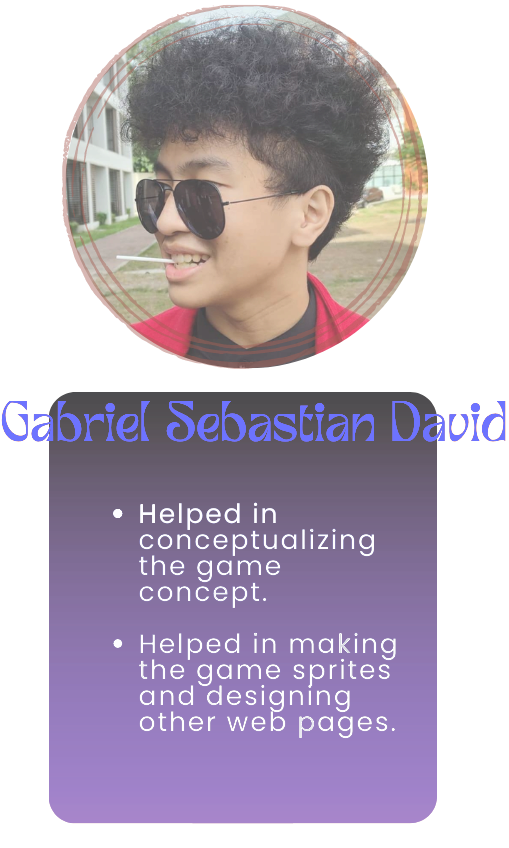 Gabriel Sebastian David
• Helped in
conceptualizing
the game
concept.
• Helped in making
the game sprites
and designing
other web pages.